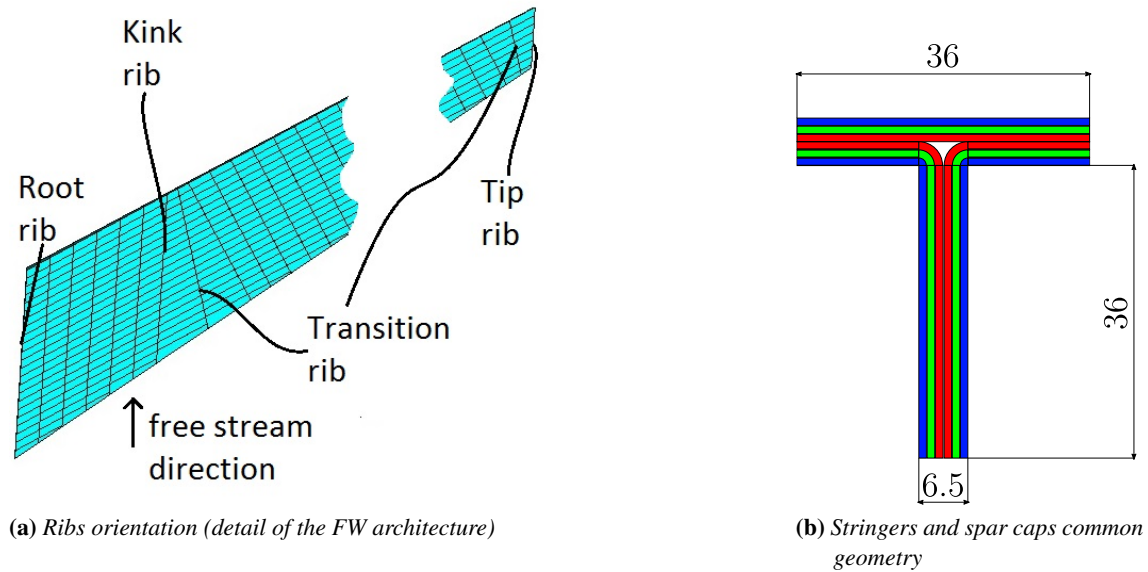 Kink
rib
Root
rib
Tip
rib
Transition
rib
free stream
direction
(a) Ribs orientation (detail of the FW architecture)
36
36
6.5
(b) Stringers and spar caps common
geometry